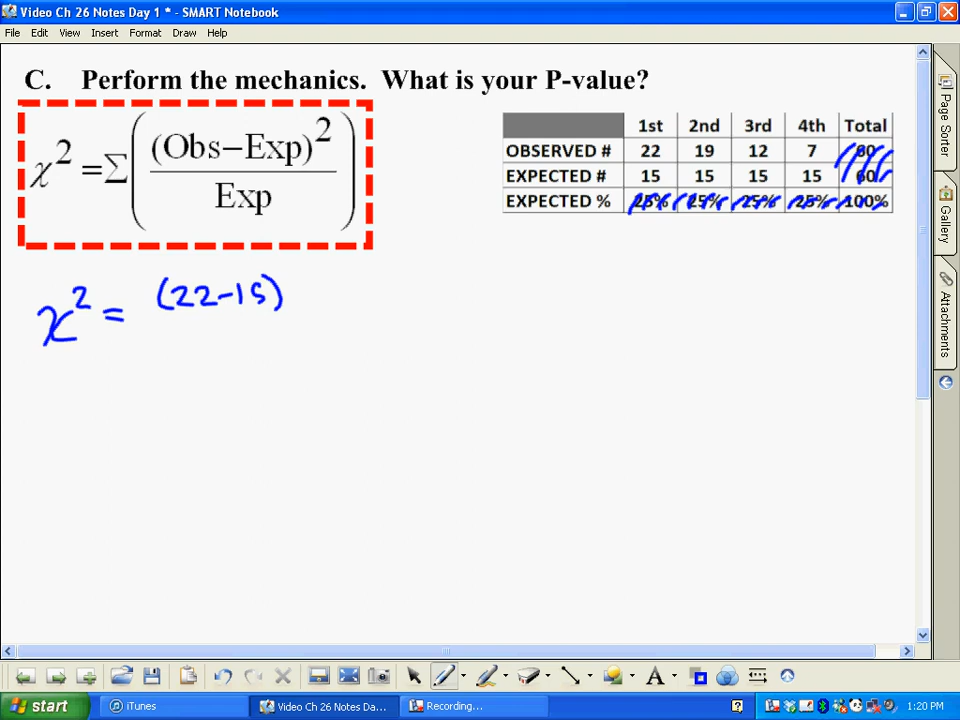 Video Ch 26 Notes Day 1 * - SMART Notebook
File Edit View Insert Format Draw Help
C. Perform the mechanics. What is your P-value?
χ² = Σ((Obs−Exp)² / Exp)
1st 2nd 3rd 4th Total
OBSERVED # 22 19 12 7 60
EXPECTED # 15 15 15 15 60
EXPECTED % 25% 25% 25% 25% 100%
χ² = (22-15)
Page Sorter
Gallery
Attachments
start iTunes Video Ch 26 Notes Da... Recording... 1:20 PM